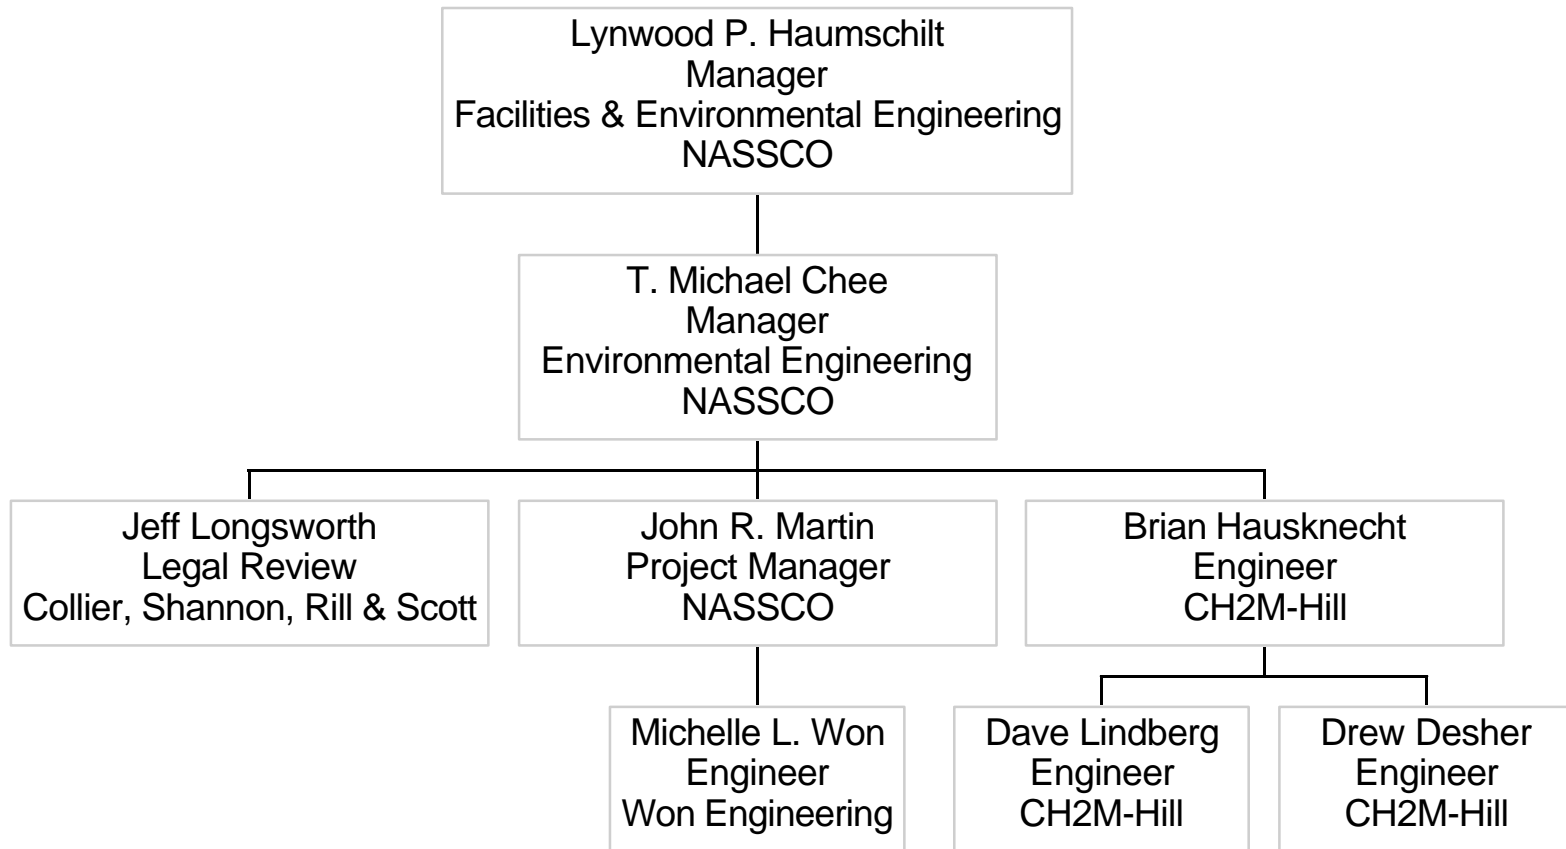 Lynwood P. Haumschilt
Manager
Facilities & Environmental Engineering
NASSCO
T. Michael Chee
Manager
Environmental Engineering
NASSCO
Jeff Longsworth
Legal Review
Collier, Shannon, Rill & Scott
John R. Martin
Project Manager
NASSCO
Brian Hausknecht
Engineer
CH2M-Hill
Michelle L. Won
Engineer
Won Engineering
Dave Lindberg
Engineer
CH2M-Hill
Drew Desher
Engineer
CH2M-Hill